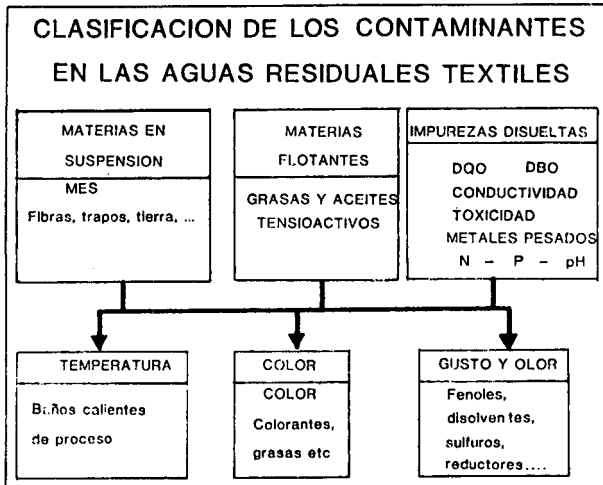 CLASIFICACION DE LOS CONTAMINANTES
EN LAS AGUAS RESIDUALES TEXTILES
MATERIAS EN
SUSPENSION
MES
Fibras, trapos, tierra, ...
MATERIAS
FLOTANTES
GRASAS Y ACEITES
TENSIOACTIVOS
IMPUREZAS DISUELTAS
DQO DBO
CONDUCTIVIDAD
TOXICIDAD
METALES PESADOS
N - P - pH
TEMPERATURA
Baños calientes
de proceso
COLOR
COLOR
Colorantes,
grasas etc
GUSTO Y OLOR
Fenoles,
disolventes,
sulfuros,
reductores....